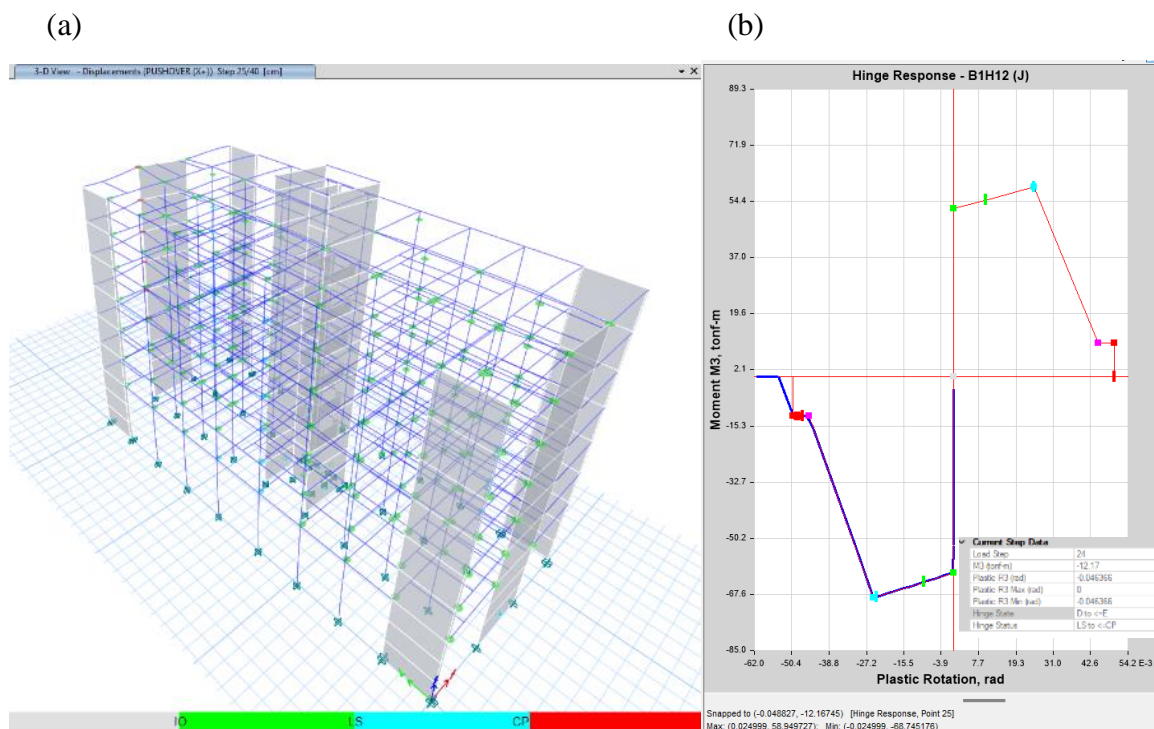 (a)
(b)
3-D View - Displacements (PUSHOVER (X+)) Step 25/40 [cm]
IO
LS
CP
Hinge Response - B1H12 (J)
89.3
71.9
54.4
37.0
19.6
2.1
-15.3
-32.7
-50.2
-67.6
-85.0
Moment M3, tonf-m
Current Step Data
Load Step 24
M3 (tonf-m) -12.17
Plastic R3 (rad) -0.046366
Plastic R3 Max (rad) 0
Plastic R3 Min (rad) -0.046366
Hinge State D to <=E
Hinge Status LS to <=CP
-62.0 -50.4 -38.8 -27.2 -15.5 -3.9 7.7 19.3 31.0 42.6 54.2 E-3
Plastic Rotation, rad
Snapped to (-0.048827, -12.16745) [Hinge Response, Point 25]
Max: (0.024999, 58.949727); Min: (-0.024999, -68.745176)